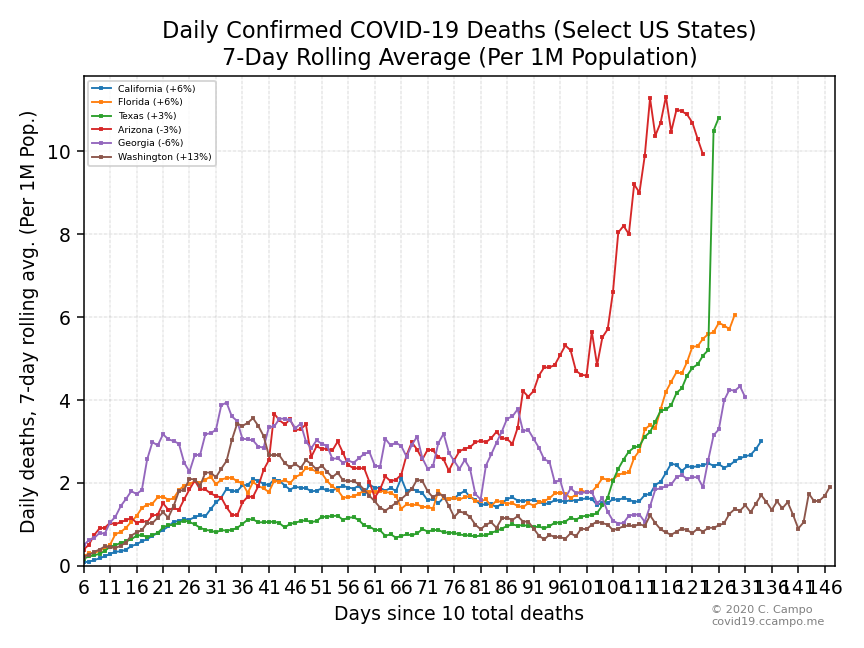 Daily Confirmed COVID-19 Deaths (Select US States)
7-Day Rolling Average (Per 1M Population)
California (+6%)
Florida (+6%)
Texas (+3%)
Arizona (-3%)
Georgia (-6%)
Washington (+13%)
Daily deaths, 7-day rolling avg. (Per 1M Pop.)
10
8
6
4
2
0
6 11 16 21 26 31 36 41 46 51 56 61 66 71 76 81 86 91 96 101 106 111 116 121 126 131 136 141 146
Days since 10 total deaths
© 2020 C. Campo
covid19.ccampo.me